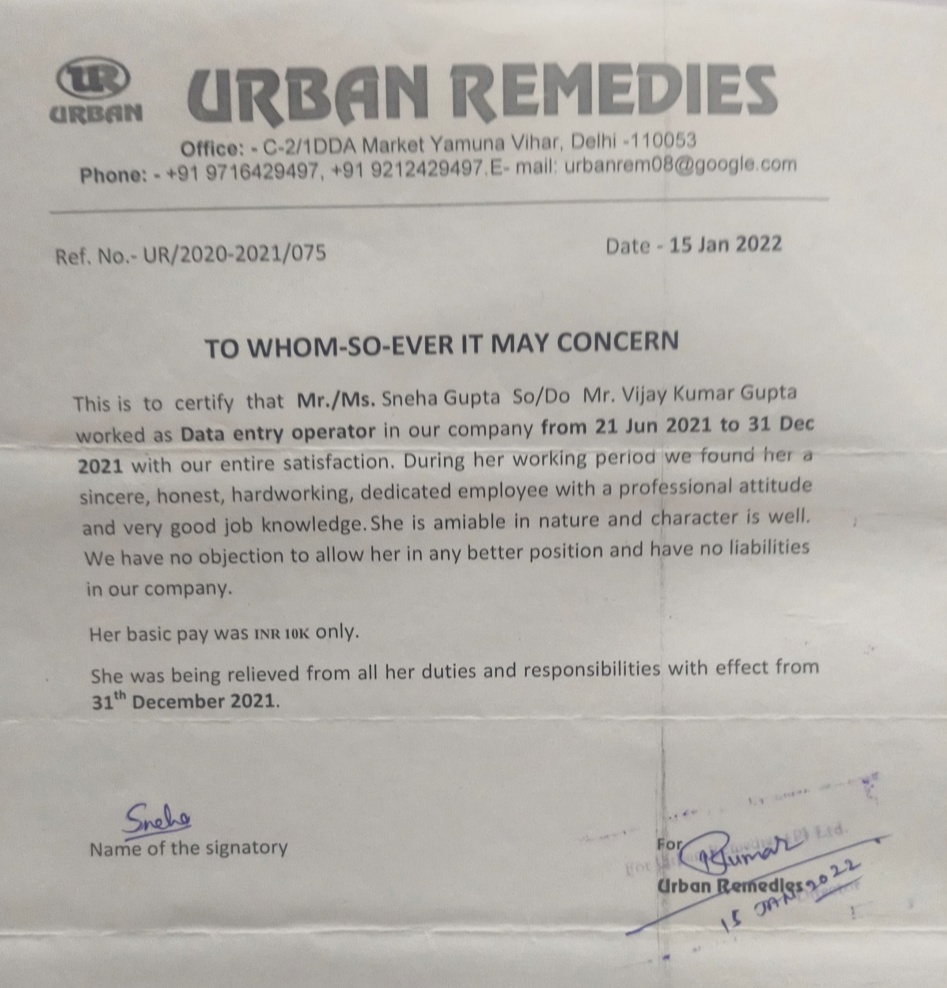 UR
URBAN
URBAN REMEDIES
Office: - C-2/1DDA Market Yamuna Vihar, Delhi -110053
Phone: - +91 9716429497, +91 9212429497.E- mail: urbanrem08@google.com
Ref. No.- UR/2020-2021/075
Date - 15 Jan 2022
TO WHOM-SO-EVER IT MAY CONCERN
This is to certify that Mr./Ms. Sneha Gupta So/Do Mr. Vijay Kumar Gupta
worked as Data entry operator in our company from 21 Jun 2021 to 31 Dec
2021 with our entire satisfaction. During her working period we found her a
sincere, honest, hardworking, dedicated employee with a professional attitude
and very good job knowledge. She is amiable in nature and character is well.
We have no objection to allow her in any better position and have no liabilities
in our company.
Her basic pay was INR 10K only.
She was being relieved from all her duties and responsibilities with effect from
31th December 2021.
Sneha
Name of the signatory
For
Kumar
Ltd.
Urban Remedies
15 JAN 2022